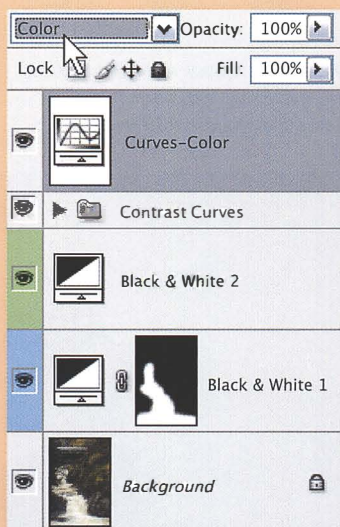 Color Opacity: 100%
Lock Fill: 100%
Curves-Color
Contrast Curves
Black & White 2
Black & White 1
Background